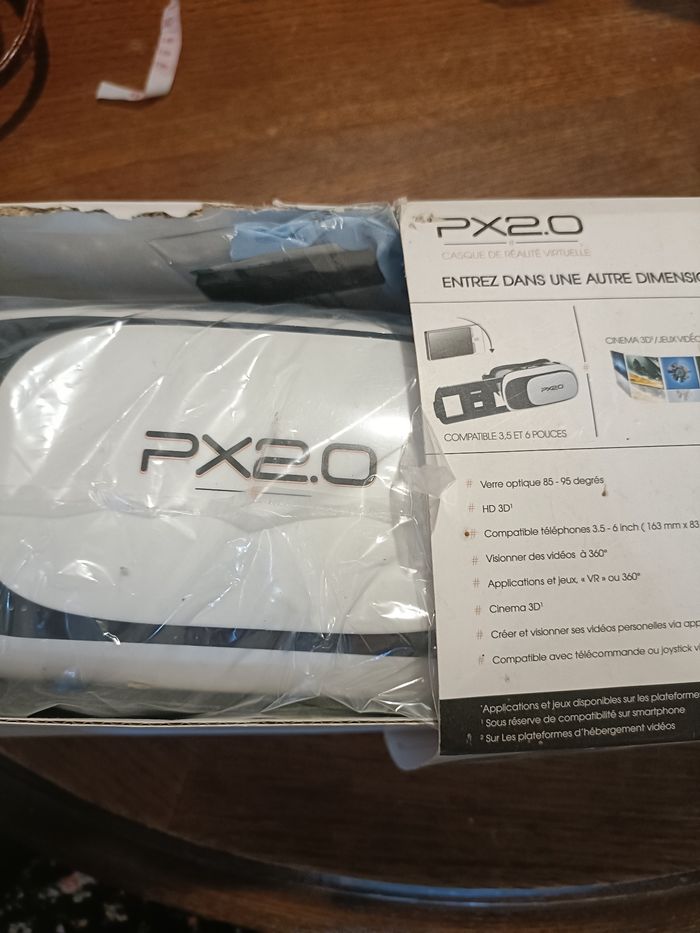 PX2.0
PX2.0
CASQUE DE RÉALITÉ VIRTUELLE
ENTREZ DANS UNE AUTRE DIMENSIO
CINEMA 3D¹/JEUX VIDÉO
PX2.0
COMPATIBLE 3,5 ET 6 POUCES
# Verre optique 85 - 95 degrés
# HD 3D¹
# Compatible téléphones 3.5 - 6 inch ( 163 mm x 83
# Visionner des vidéos à 360°
# Applications et jeux, « VR » ou 360°
# Cinema 3D¹
# Créer et visionner ses vidéos personelles via app
# Compatible avec télécommande ou joystick vi
*Applications et jeux disponibles sur les plateforme
¹ Sous réserve de compatibilité sur smartphone
² Sur Les plateformes d'hébergement vidéos